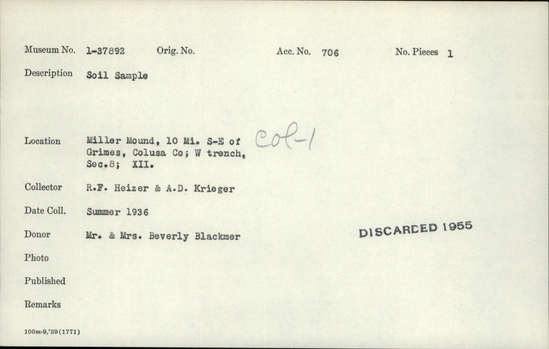 Museum No. 1-37892 Orig. No. Acc. No. 706 No. Pieces 1
Description Soil Sample
Location Miller Mound, 10 Mi. S-E of
Grimes, Colusa Co; W trench,
Sec.8; XII.
Col-1
Collector R.F. Heizer & A.D. Krieger
Date Coll. Summer 1936
Donor Mr. & Mrs. Beverly Blackmer
DISCARDED 1955
Photo
Published
Remarks
100m-9,'39(1771)